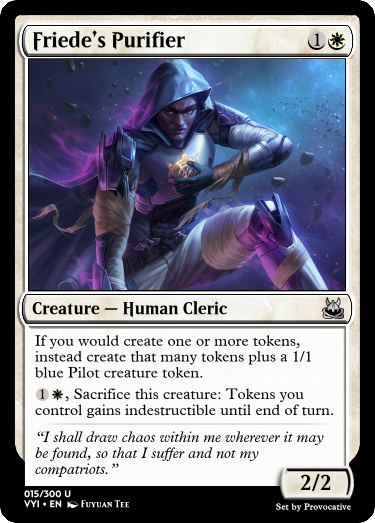 Friede's Purifier 1
Creature — Human Cleric
If you would create one or more tokens,
instead create that many tokens plus a 1/1
blue Pilot creature token.
1, Sacrifice this creature: Tokens you
control gains indestructible until end of turn.
“I shall draw chaos within me wherever it may
be found, so that I suffer and not my
compatriots.”
2/2
015/300 U
VYI • EN Fuyuan Tee
Set by Provocative